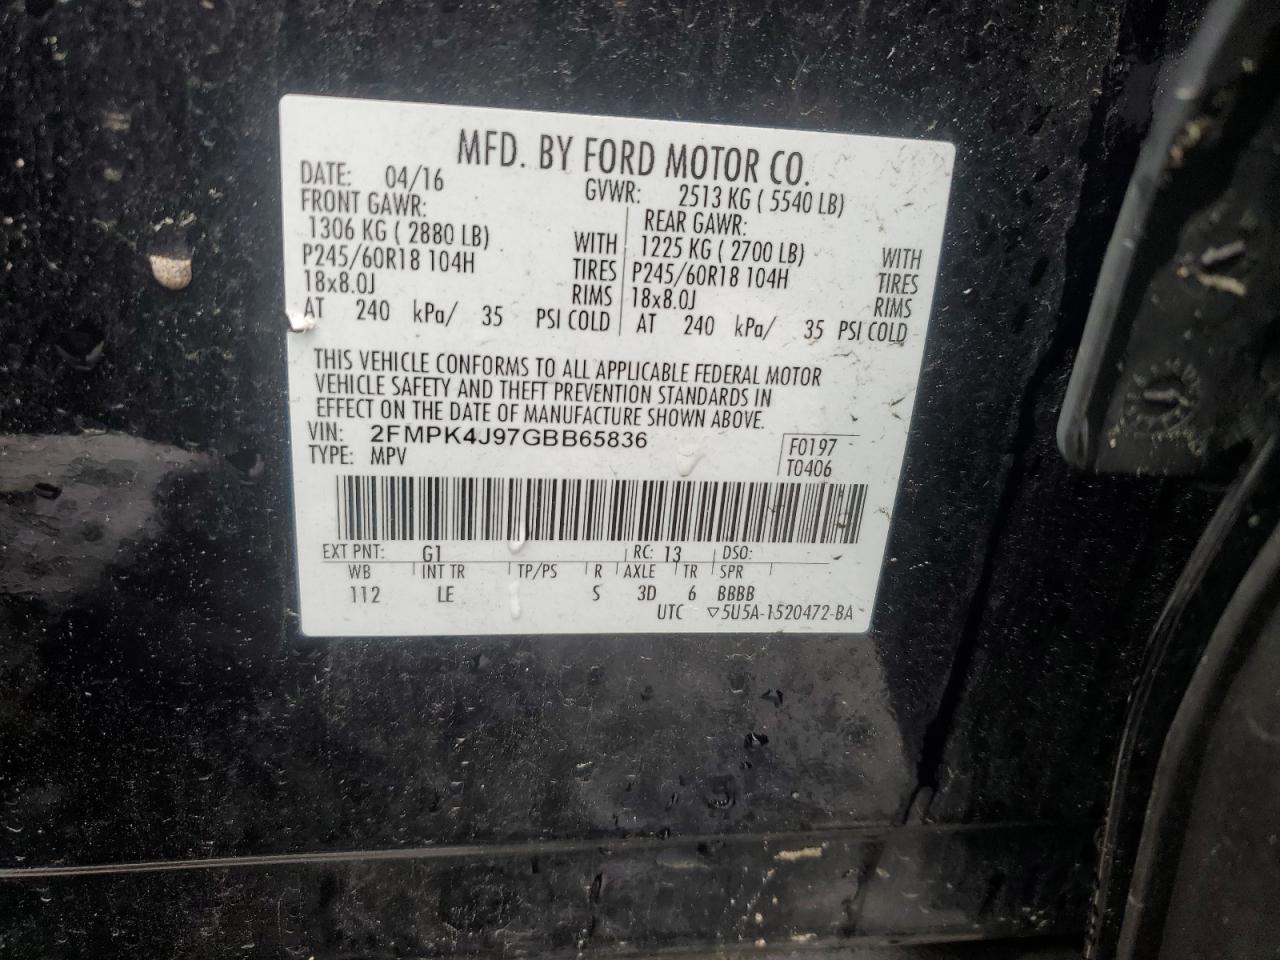 MFD. BY FORD MOTOR CO.
DATE: 04/16 GVWR: 2513 KG ( 5540 LB)
FRONT GAWR: REAR GAWR:
1306 KG ( 2880 LB) WITH 1225 KG ( 2700 LB) WITH
P245/60R18 104H TIRES P245/60R18 104H TIRES
18x8.0J RIMS 18x8.0J RIMS
AT 240 kPa/ 35 PSI COLD AT 240 kPa/ 35 PSI COLD
THIS VEHICLE CONFORMS TO ALL APPLICABLE FEDERAL MOTOR
VEHICLE SAFETY AND THEFT PREVENTION STANDARDS IN
EFFECT ON THE DATE OF MANUFACTURE SHOWN ABOVE.
VIN: 2FMPK4J97GBB65836 F0197
TYPE: MPV T0406
EXT PNT: G1 RC: 13 DSO:
WB INT TR TP/PS R AXLE TR SPR
112 LE S 3D 6 BBBB
UTC ▽5U5A-1520472-BA